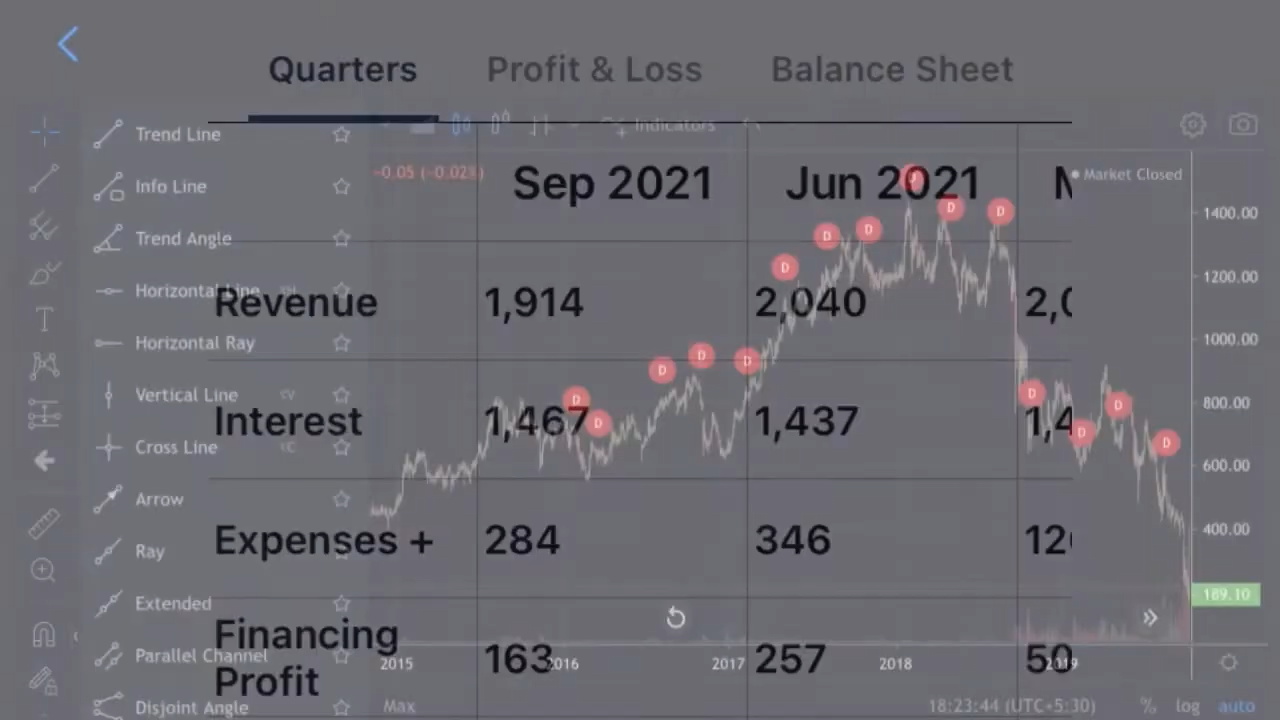 Quarters Profit & Loss Balance Sheet
Trend Line
Indicators
−0.05 (−0.02%)
Sep 2021 Jun 2021
Market Closed
Info Line
1400.00
Trend Angle
1200.00
Horizontal Line
Revenue 1,914 2,040
Horizontal Ray
1000.00
Vertical Line
800.00
Interest 1,467 1,437
Cross Line
600.00
Arrow
400.00
Expenses + 284 346
Ray
189.10
Extended
Financing
Profit 163 257
Parallel Channel
2015 2016 2017 2018 2019
Disjoint Angle
Max
18:23:44 (UTC+5:30) % log auto
D
D
D
D
D
D
D
D
D
D
D
D
D
D